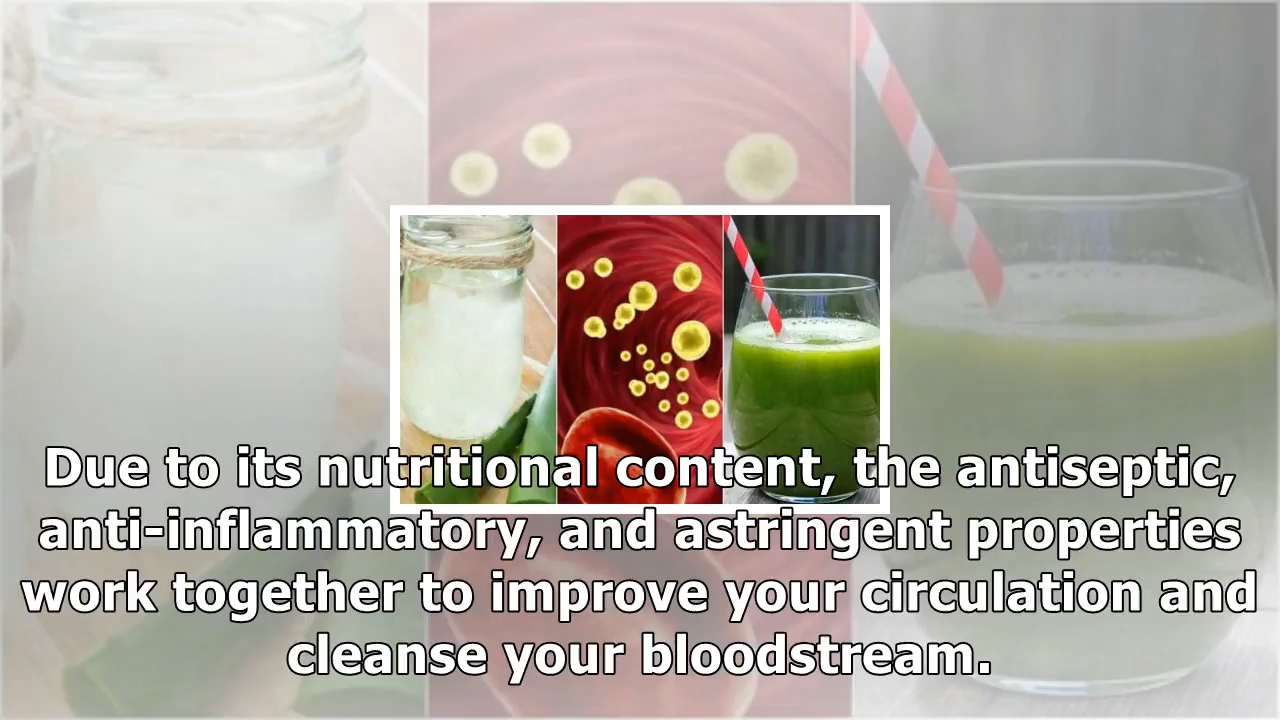 Due to its nutritional content, the antiseptic,
anti-inflammatory, and astringent properties
work together to improve your circulation and
cleanse your bloodstream.